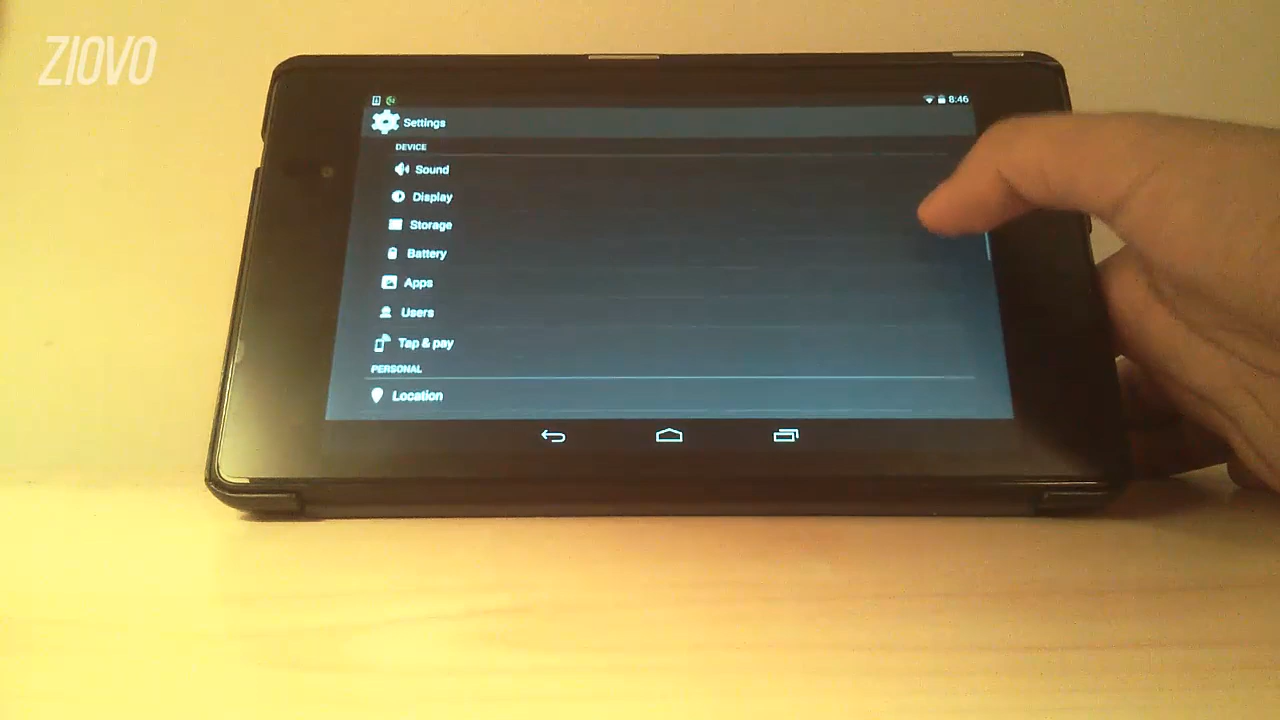 ZIOVO
8:46
Settings
DEVICE
Sound
Display
Storage
Battery
Apps
Users
Tap & pay
PERSONAL
Location